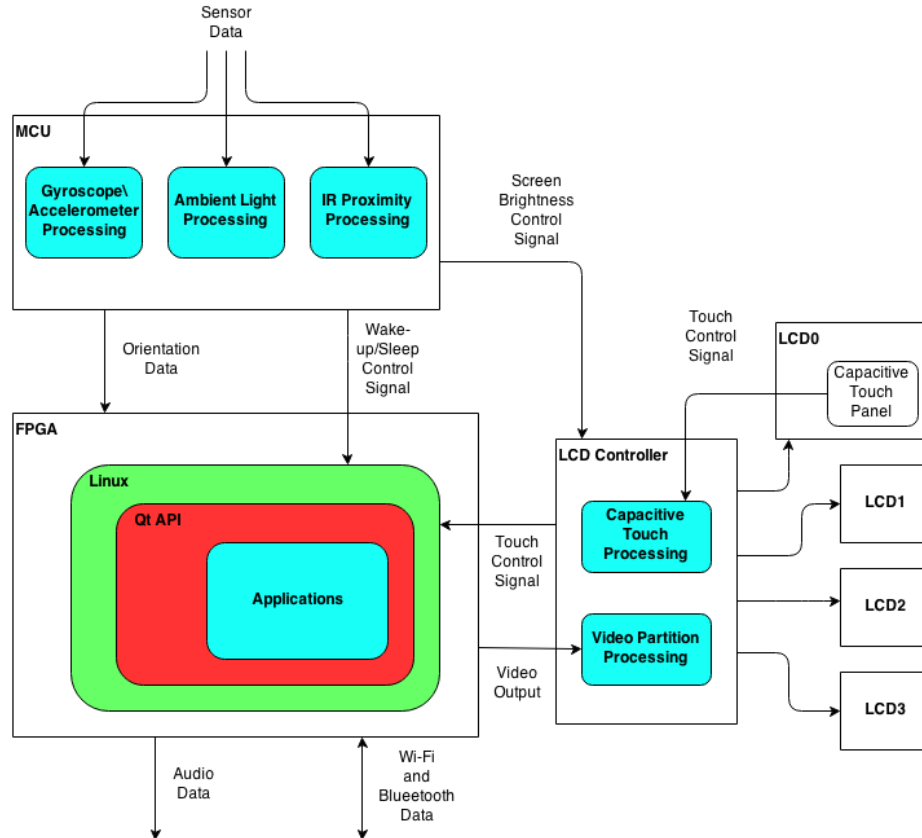 Sensor
Data
MCU
Gyroscope\
Accelerometer
Processing
Ambient Light
Processing
IR Proximity
Processing
Screen
Brightness
Control
Signal
Orientation
Data
Wake-
up/Sleep
Control
Signal
Touch
Control
Signal
LCD0
Capacitive
Touch
Panel
FPGA
Linux
Qt API
Applications
LCD Controller
Capacitive
Touch
Processing
Touch
Control
Signal
Video Partition
Processing
Video
Output
LCD1
LCD2
LCD3
Audio
Data
Wi-Fi
and
Blueetooth
Data